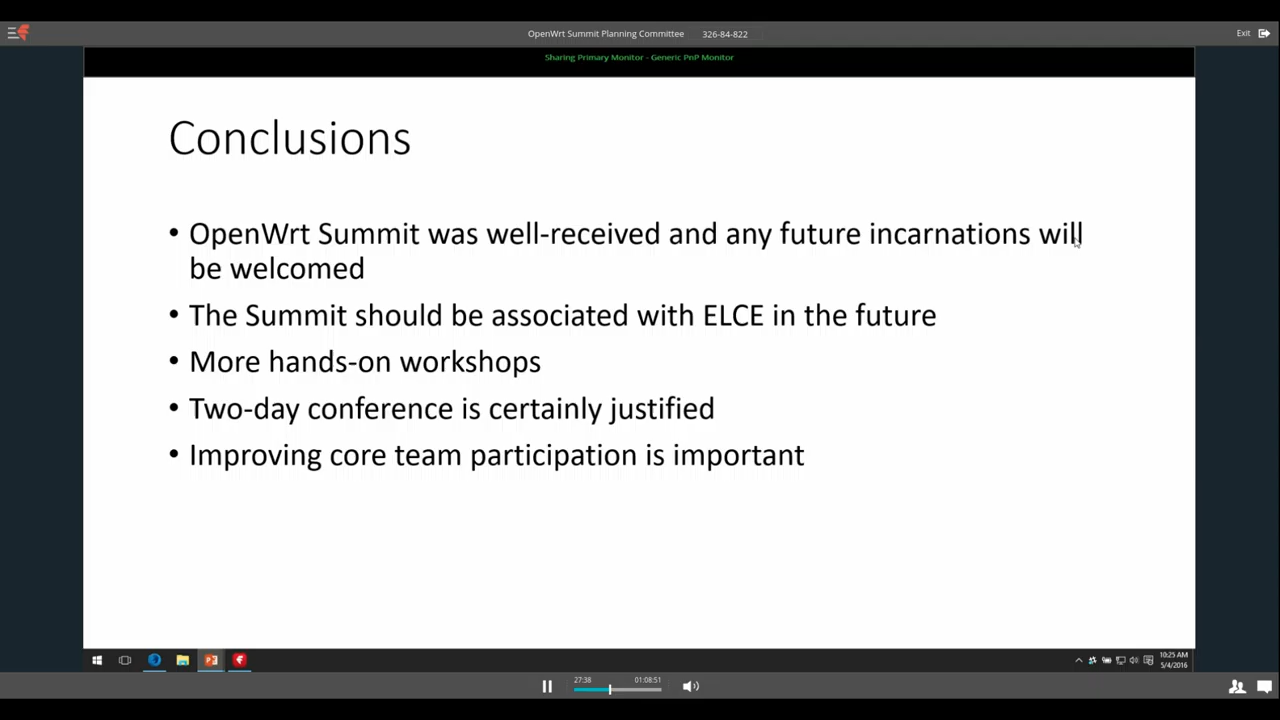 OpenWrt Summit Planning Committee 326-84-822
Exit
Sharing Primary Monitor - Generic PnP Monitor
Conclusions
• OpenWrt Summit was well-received and any future incarnations will
be welcomed
• The Summit should be associated with ELCE in the future
• More hands-on workshops
• Two-day conference is certainly justified
• Improving core team participation is important
10:25 AM
5/4/2016
27:38
01:08:51